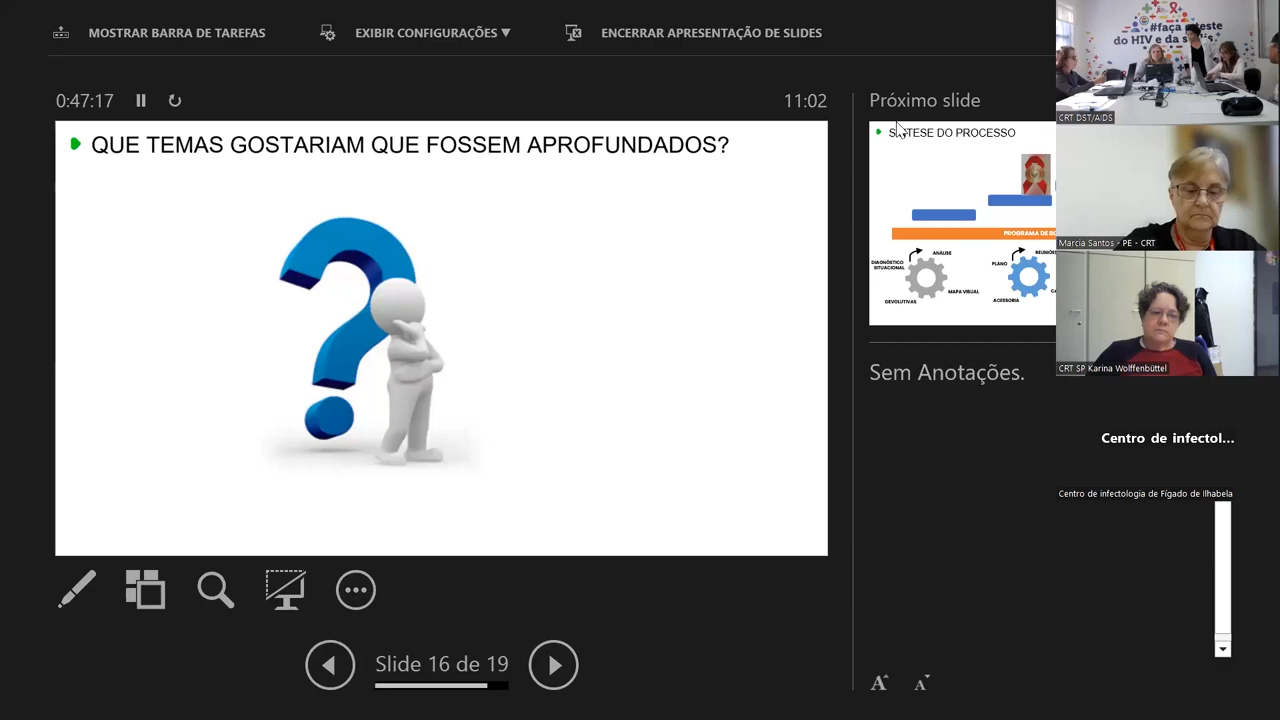 MOSTRAR BARRA DE TAREFAS
EXIBIR CONFIGURAÇÕES ▼
ENCERRAR APRESENTAÇÃO DE SLIDES
0:47:17
11:02
QUE TEMAS GOSTARIAM QUE FOSSEM APROFUNDADOS?
Slide 16 de 19
Próximo slide
DO PROCESSO
PROGRAMA DE
ANÁLISE
DIAGNÓSTICO
SITUACIONAL
MAPA VISUAL
DEVOLUTIVAS
PLANO
ACESSORIA
Sem Anotações.
A A
#faça o teste
do HIV e da
CRT DST/AIDS
Marcia Santos - PE - CRT
CRT SP Karina Wolffenbüttel
Centro de infectol...
Centro de infectologia de Fígado de Ilhabela